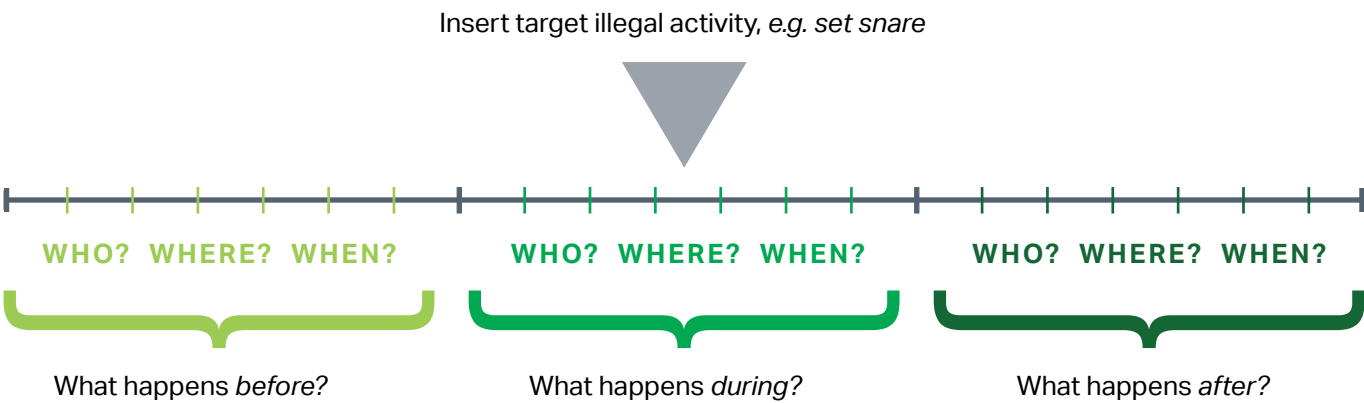 Insert target illegal activity, e.g. set snare
WHO? WHERE? WHEN?
WHO? WHERE? WHEN?
WHO? WHERE? WHEN?
What happens before?
What happens during?
What happens after?